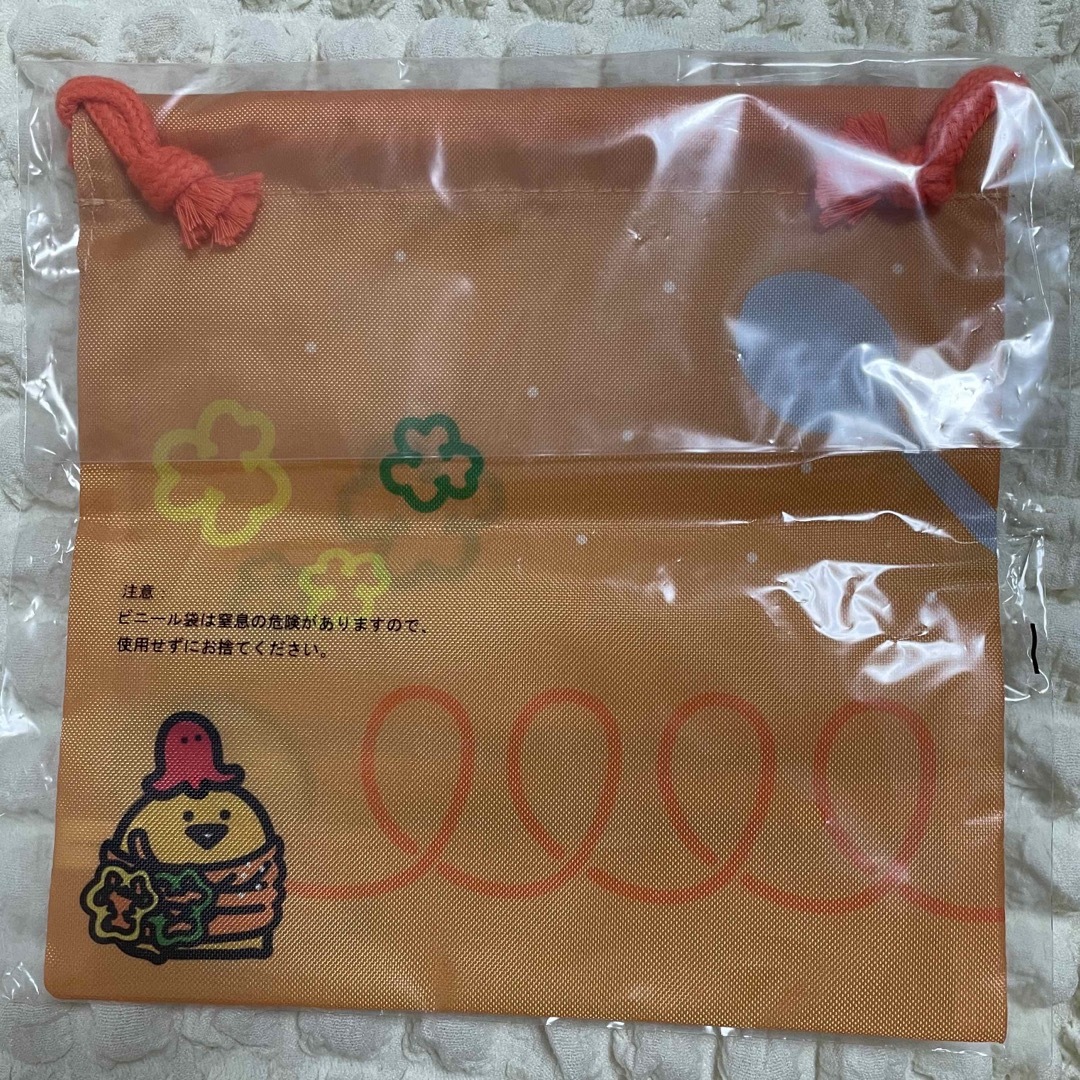 注意
ビニール袋は窒息の危険がありますので、
使用せずにお捨てください。